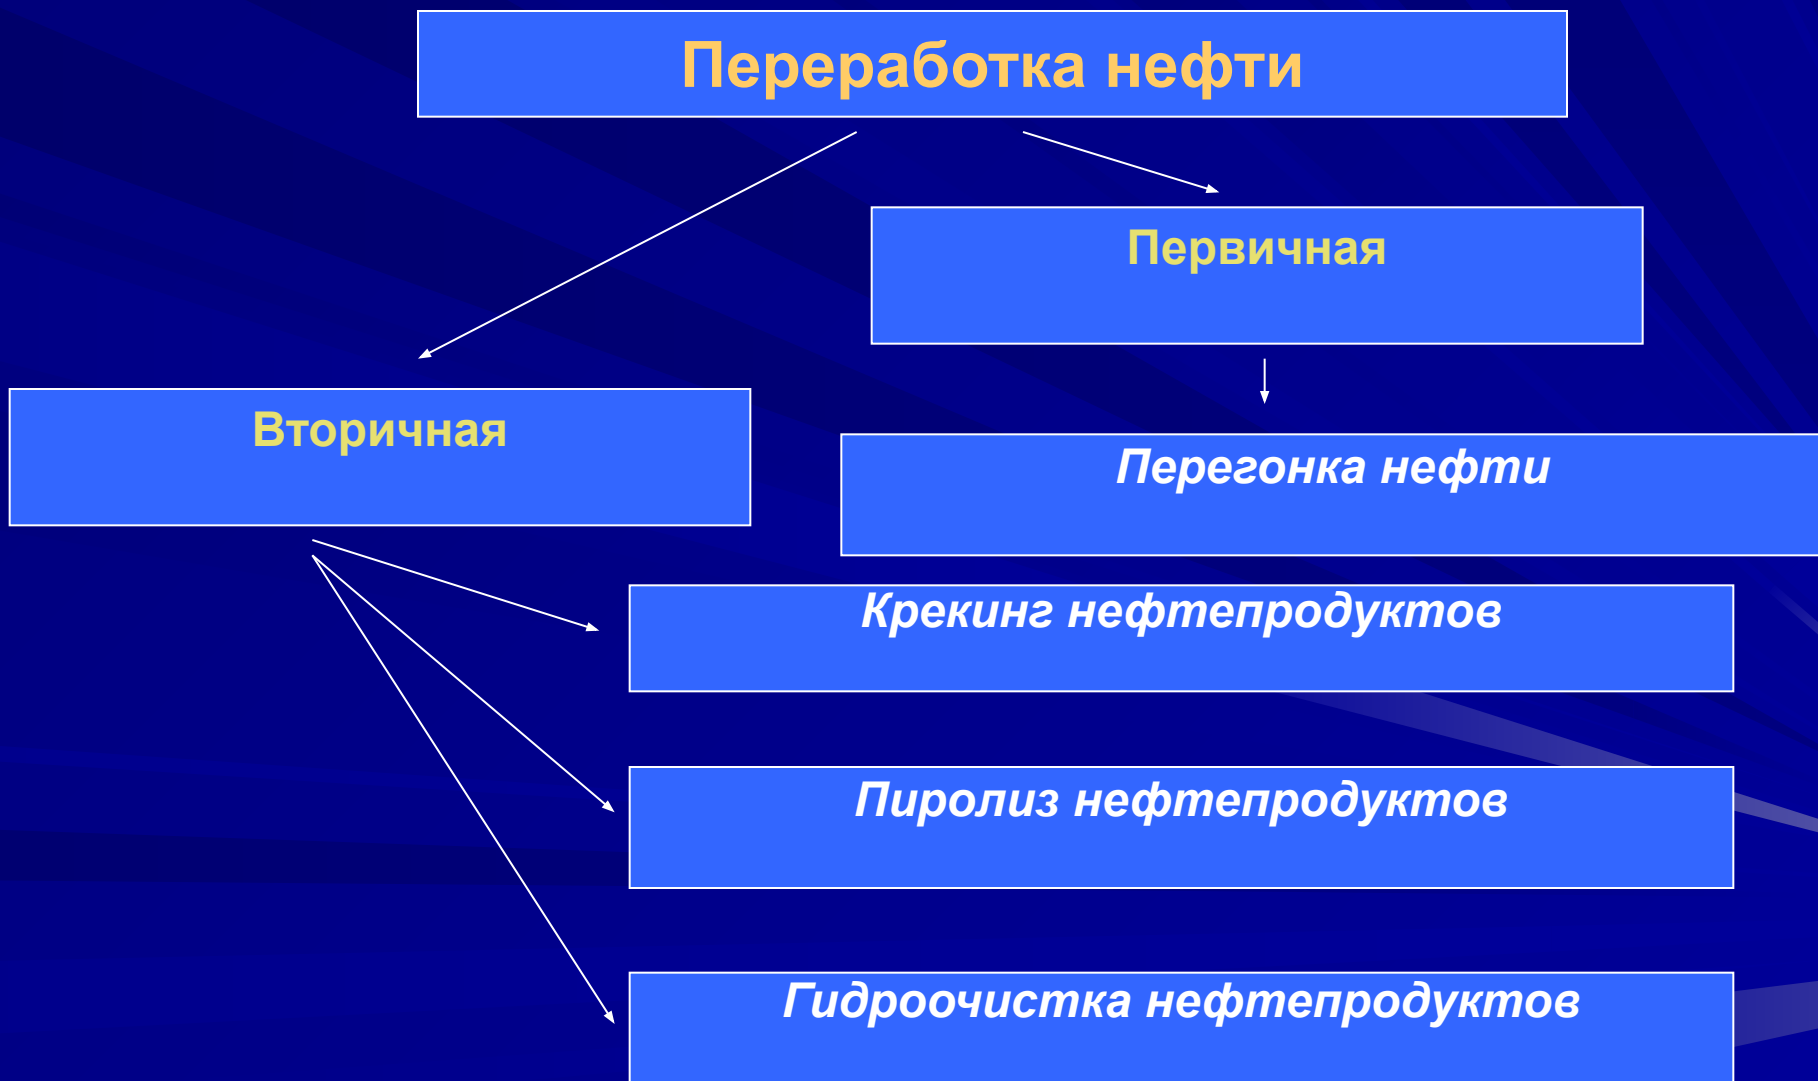 Переработка нефти
Первичная
Вторичная
Перегонка нефти
Крекинг нефтепродуктов
Пиролиз нефтепродуктов
Гидроочистка нефтепродуктов